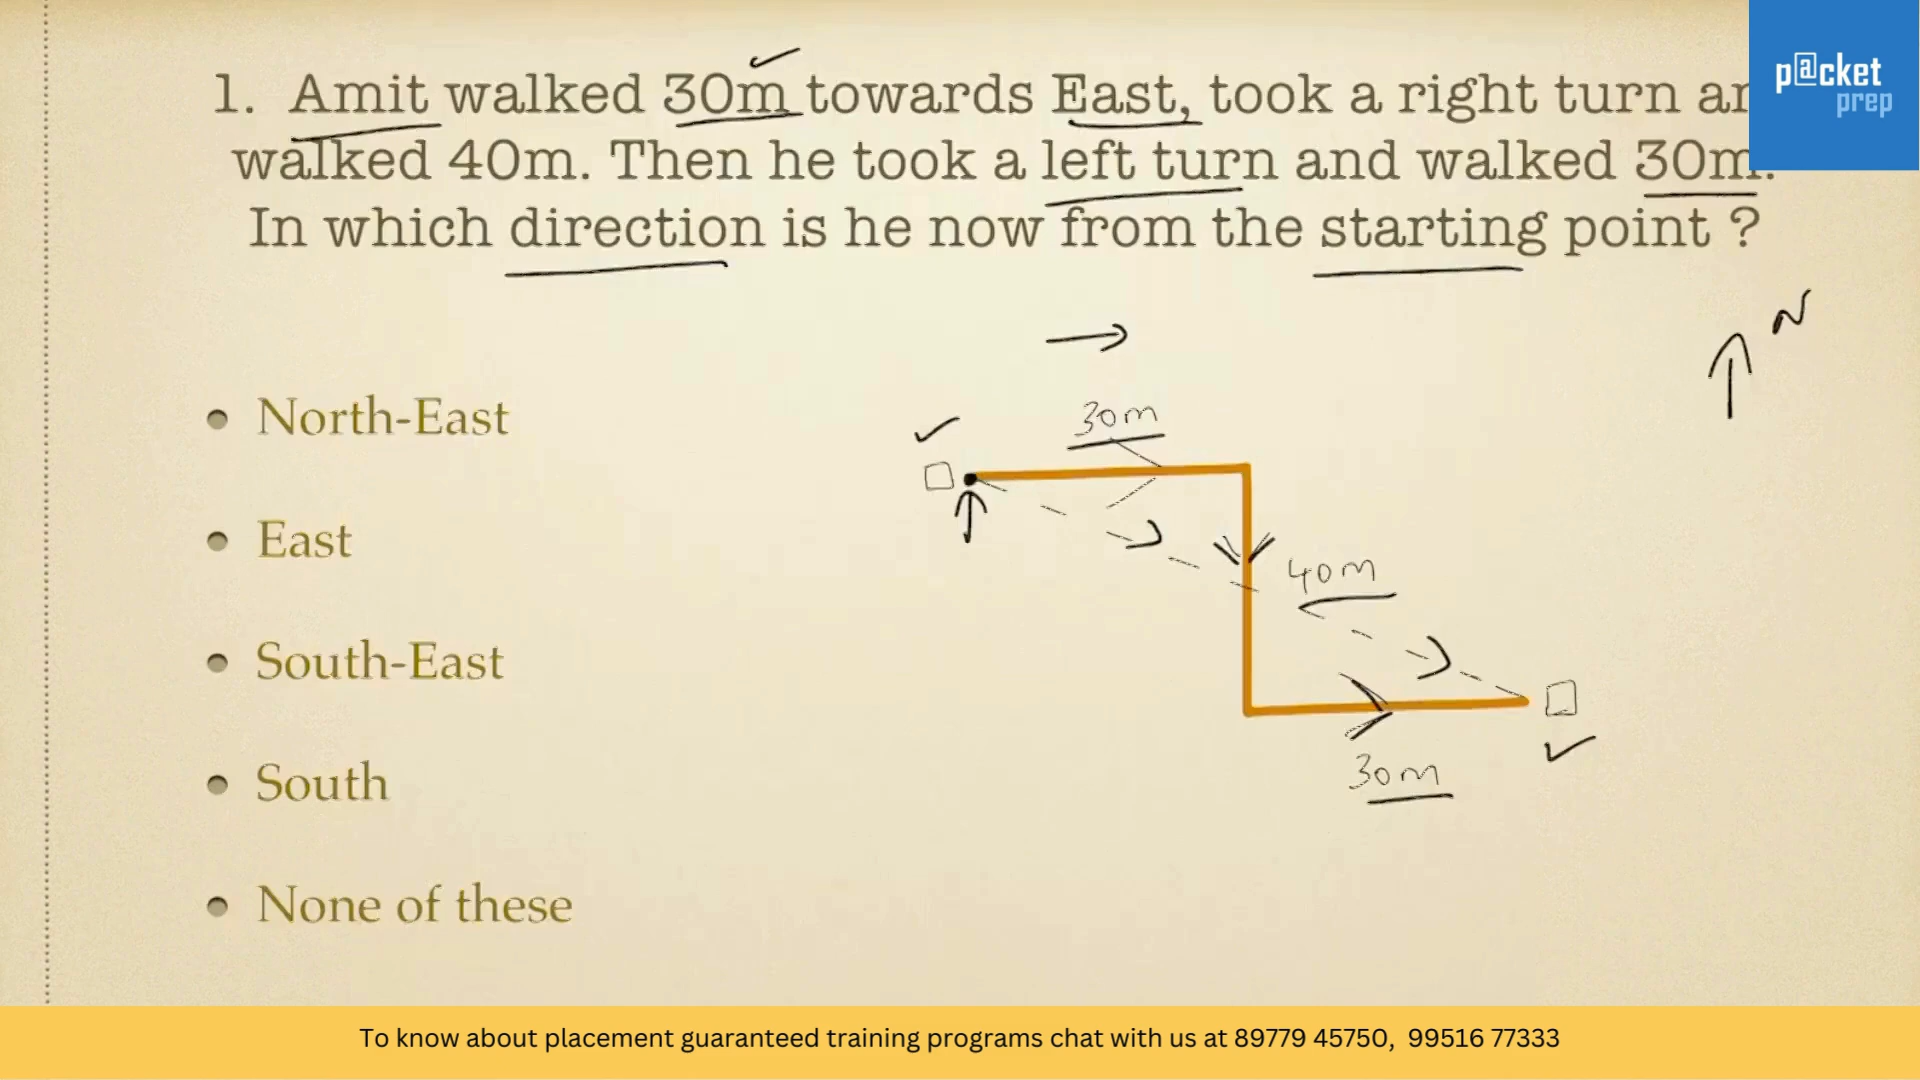 1. Amit walked 30m towards East, took a right turn
walked 40m. Then he took a left turn and walked 30m.
In which direction is he now from the starting point ?
p@cket
prep
N
30m
40m
30m
North-East
East
South-East
South
None of these
To know about placement guaranteed training programs chat with us at 89779 45750, 99516 77333